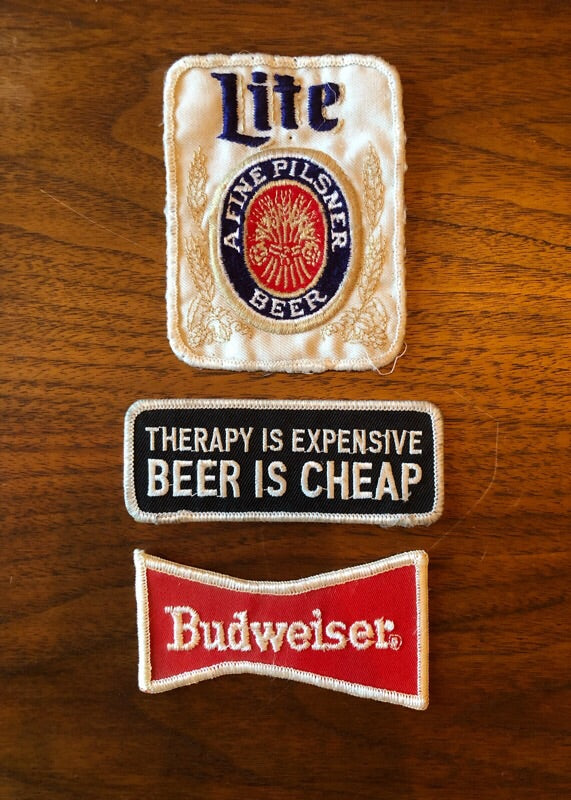 Lite
A FINE PILSNER
BEER
THERAPY IS EXPENSIVE
BEER IS CHEAP
Budweiser®